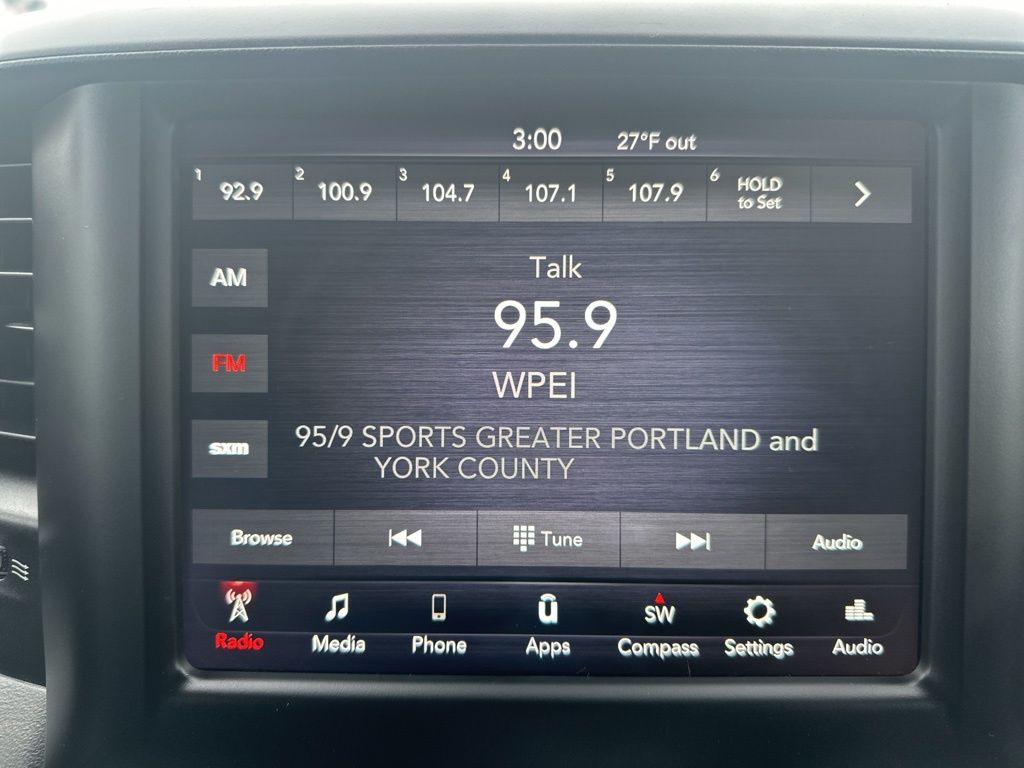 3:00 27°F out
1 92.9 2 100.9 3 104.7 4 107.1 5 107.9 6 HOLD
to Set
AM
FM
sxm
Talk
95.9
WPEI
95/9 SPORTS GREATER PORTLAND and
YORK COUNTY
Browse Tune Audio
SW
Radio Media Phone Apps Compass Settings Audio